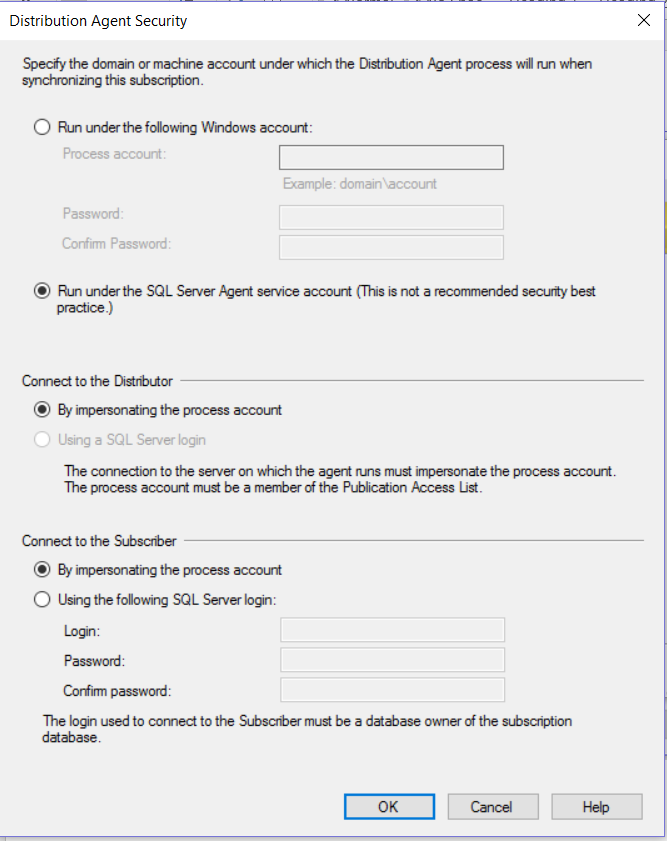 Distribution Agent Security
Specify the domain or machine account under which the Distribution Agent process will run when
synchronizing this subscription.
Run under the following Windows account:
Process account:
Example: domain\account
Password:
Confirm Password:
Run under the SQL Server Agent service account (This is not a recommended security best
practice.)
Connect to the Distributor
By impersonating the process account
Using a SQL Server login
The connection to the server on which the agent runs must impersonate the process account.
The process account must be a member of the Publication Access List.
Connect to the Subscriber
By impersonating the process account
Using the following SQL Server login:
Login:
Password:
Confirm password:
The login used to connect to the Subscriber must be a database owner of the subscription
database.
OK
Cancel
Help